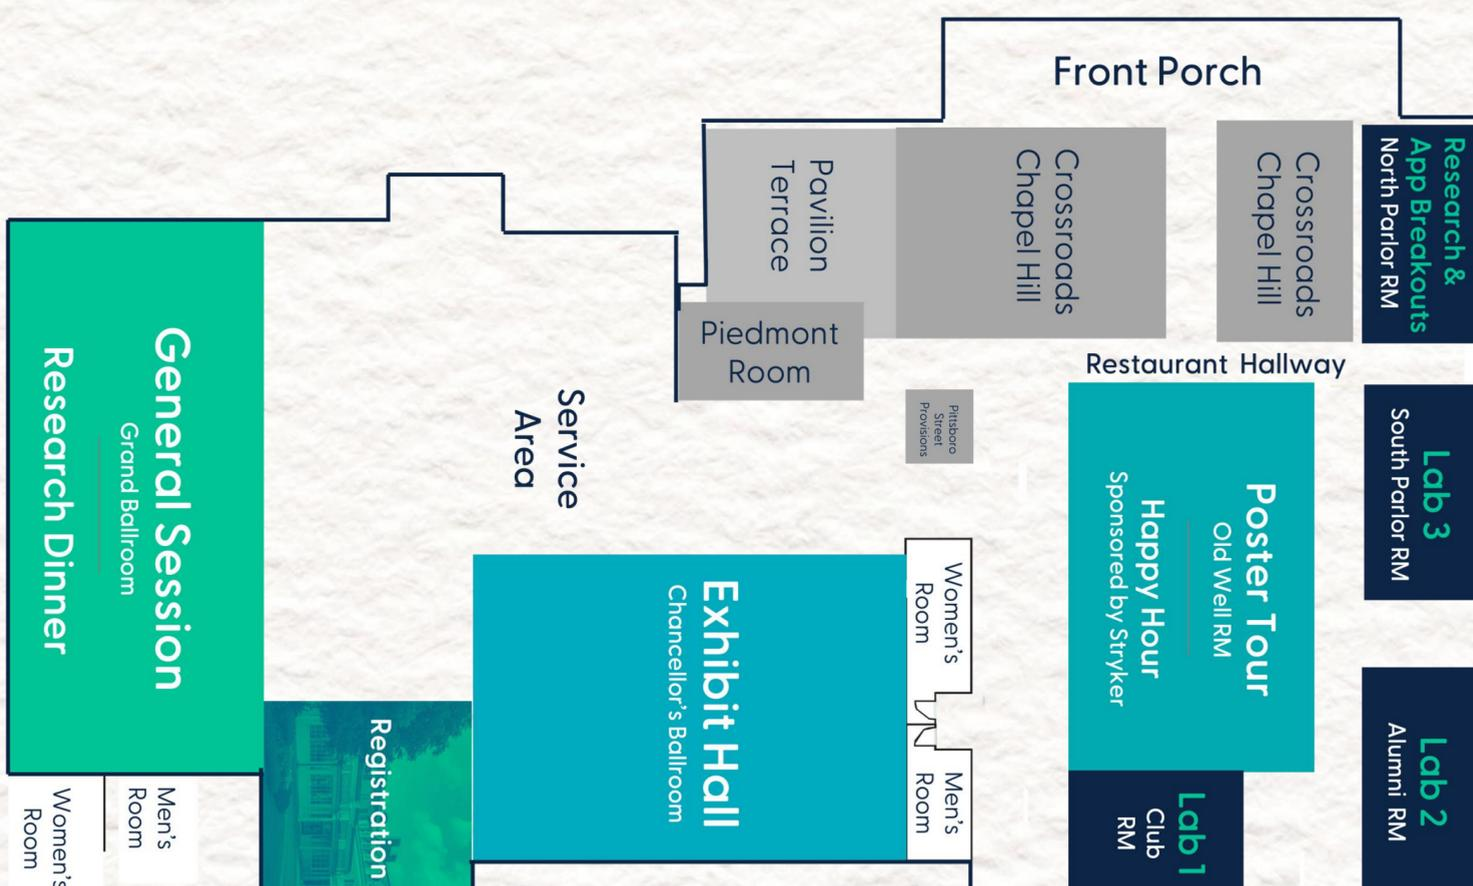 Front Porch
Research &
App Breakouts
North Parlor RM
Crossroads
Chapel Hill
Crossroads
Chapel Hill
Pavilion
Terrace
Piedmont
Room
Restaurant Hallway
Pittsboro
Street
Provisions
Lab 3
South Parlor RM
Poster Tour
Old Well RM
Happy Hour
Sponsored by Stryker
Service
Area
General Session
Grand Ballroom
Research Dinner
Exhibit Hall
Chancellor's Ballroom
Women's
Room
Men's
Room
Registration
Men's
Room
Women's
Room
Lab 1
Club
RM
Lab 2
Alumni RM